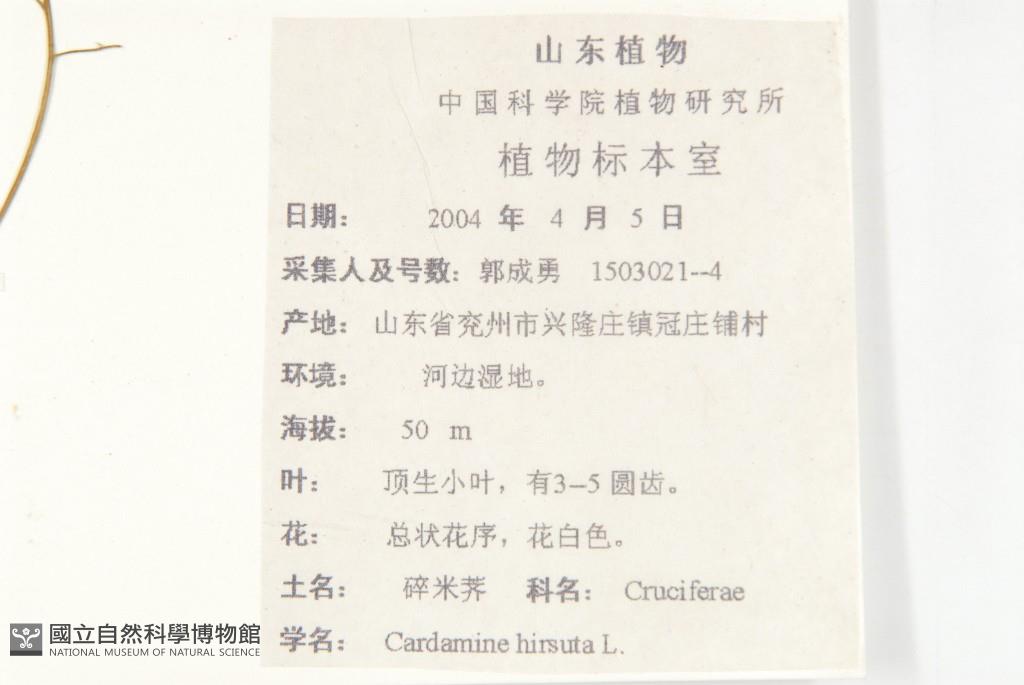 山东植物
中国科学院植物研究所
植物标本室
日期： 2004 年 4 月 5 日
采集人及号数：郭成勇 1503021--4
产地： 山东省兖州市兴隆庄镇冠庄铺村
环境： 河边湿地。
海拔： 50 m
叶： 顶生小叶，有3–5 圆齿。
花： 总状花序，花白色。
土名： 碎米荠 科名： Cruciferae
学名： Cardamine hirsuta L.
國立自然科學博物館
NATIONAL MUSEUM OF NATURAL SCIENCE